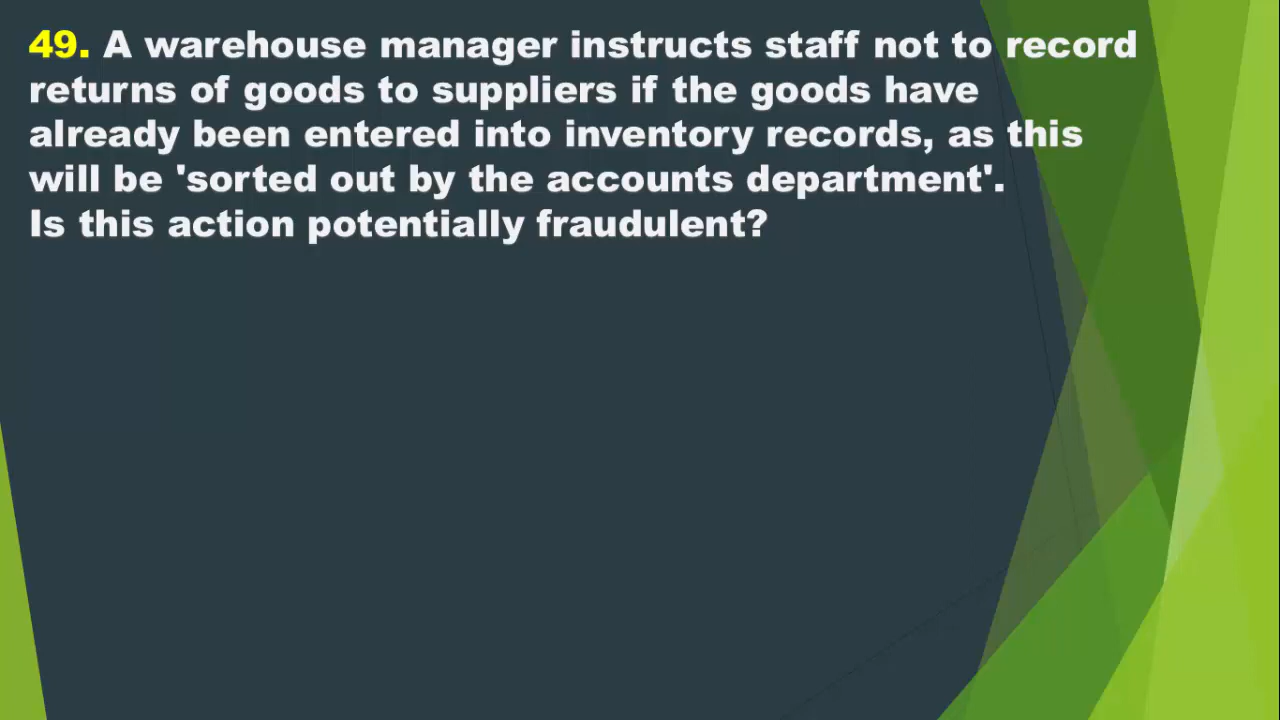 49. A warehouse manager instructs staff not to record
returns of goods to suppliers if the goods have
already been entered into inventory records, as this
will be 'sorted out by the accounts department'.
Is this action potentially fraudulent?